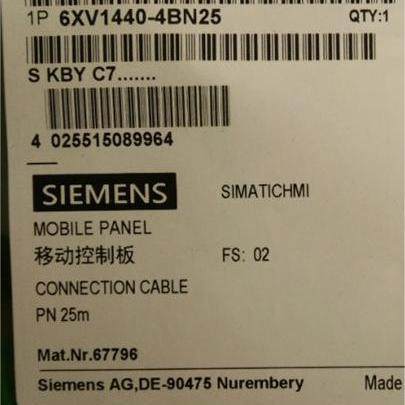 1P 6XV1440-4BN25 QTY:1
S KBY C7.......
4 025515089964
SIEMENS SIMATICHMI
MOBILE PANEL
移动控制板 FS: 02
CONNECTION CABLE
PN 25m
Mat.Nr.67796
Siemens AG,DE-90475 Nurembery Made